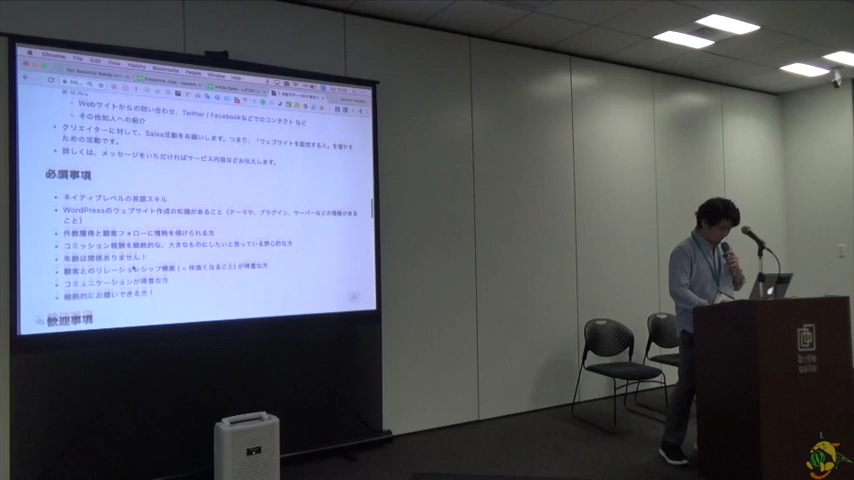 Chrome File Edit View History Bookmarks People Window Help
Webサイトからの問い合わせ、Twitter / Facebookなどでのコンタクト など
その他知人への紹介
クリエイターに対して、Sales活動をお願いします。つまり、「ウェブサイトを販売する人」を増やす
ための活動です。
詳しくは、メッセージをいただければサービス内容などお伝えします。
必須事項
ネイティブレベルの英語スキル
WordPressのウェブサイト作成の知識があること（テーマや、プラグイン、サーバーなどの経験がある
こと）
件数獲得と顧客フォローに情熱を傾けられる方
コミッション報酬を継続的な、大きなものにしたいと思っている野心的な方
年齢は関係ありません！
顧客とのリレーションシップ構築（≒ 仲良くなること）が得意な方
コミュニケーションが得意な方
継続的にお願いできる方！
歓迎事項